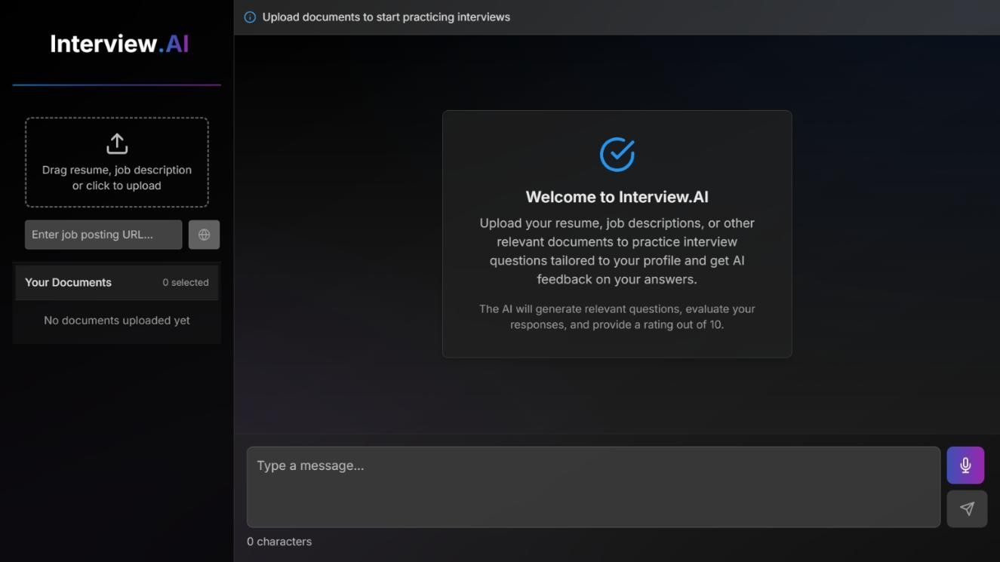 Interview.AI
Drag resume, job description
or click to upload
Enter job posting URL...
Your Documents
0 selected
No documents uploaded yet
Upload documents to start practicing interviews
Welcome to Interview.AI
Upload your resume, job descriptions, or other
relevant documents to practice interview
questions tailored to your profile and get AI
feedback on your answers.
The AI will generate relevant questions, evaluate your
responses, and provide a rating out of 10.
Type a message...
0 characters